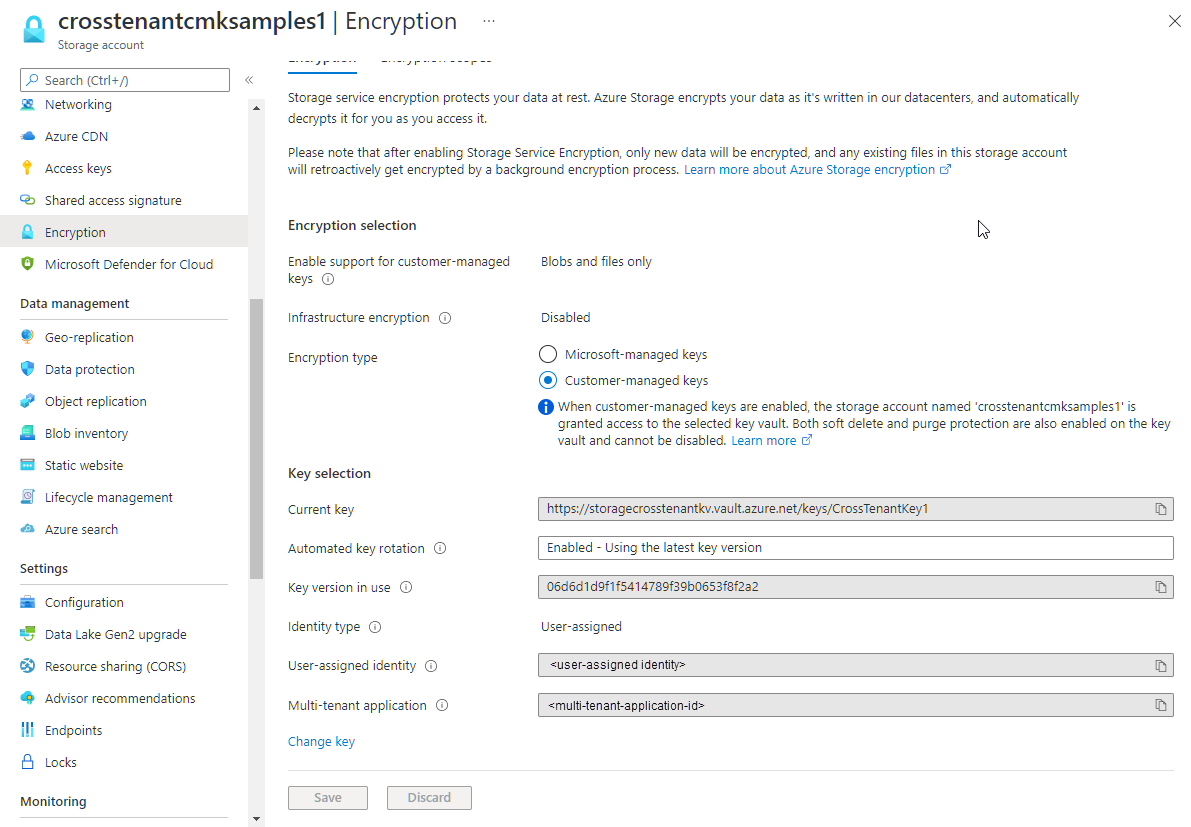 crosstenantcmksamples1 | Encryption ...
Storage account
Search (Ctrl+/)
«
Networking
Azure CDN
Access keys
Shared access signature
Encryption
Microsoft Defender for Cloud
Data management
Geo-replication
Data protection
Object replication
Blob inventory
Static website
Lifecycle management
Azure search
Settings
Configuration
Data Lake Gen2 upgrade
Resource sharing (CORS)
Advisor recommendations
Endpoints
Locks
Monitoring
Encryption Encryption scopes
Storage service encryption protects your data at rest. Azure Storage encrypts your data as it's written in our datacenters, and automatically
decrypts it for you as you access it.
Please note that after enabling Storage Service Encryption, only new data will be encrypted, and any existing files in this storage account
will retroactively get encrypted by a background encryption process. Learn more about Azure Storage encryption
Encryption selection
Enable support for customer-managed
keys
Blobs and files only
Infrastructure encryption Disabled
Encryption type
Microsoft-managed keys
Customer-managed keys
When customer-managed keys are enabled, the storage account named 'crosstenantcmksamples1' is
granted access to the selected key vault. Both soft delete and purge protection are also enabled on the key
vault and cannot be disabled. Learn more
Key selection
Current key https://storagecrosstenantkv.vault.azure.net/keys/CrossTenantKey1
Automated key rotation Enabled - Using the latest key version
Key version in use 06d6d1d9f1f5414789f39b0653f8f2a2
Identity type User-assigned
User-assigned identity <user-assigned identity>
Multi-tenant application <multi-tenant-application-id>
Change key
Save Discard